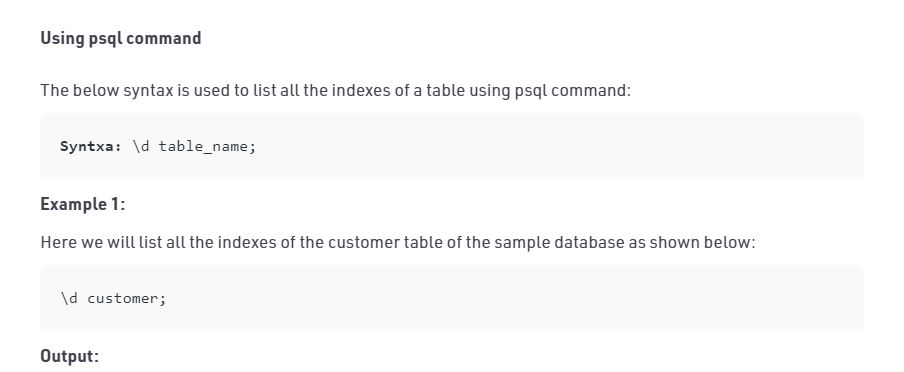 Using psql command
The below syntax is used to list all the indexes of a table using psql command:
Syntxa: \d table_name;
Example 1:
Here we will list all the indexes of the customer table of the sample database as shown below:
\d customer;
Output: